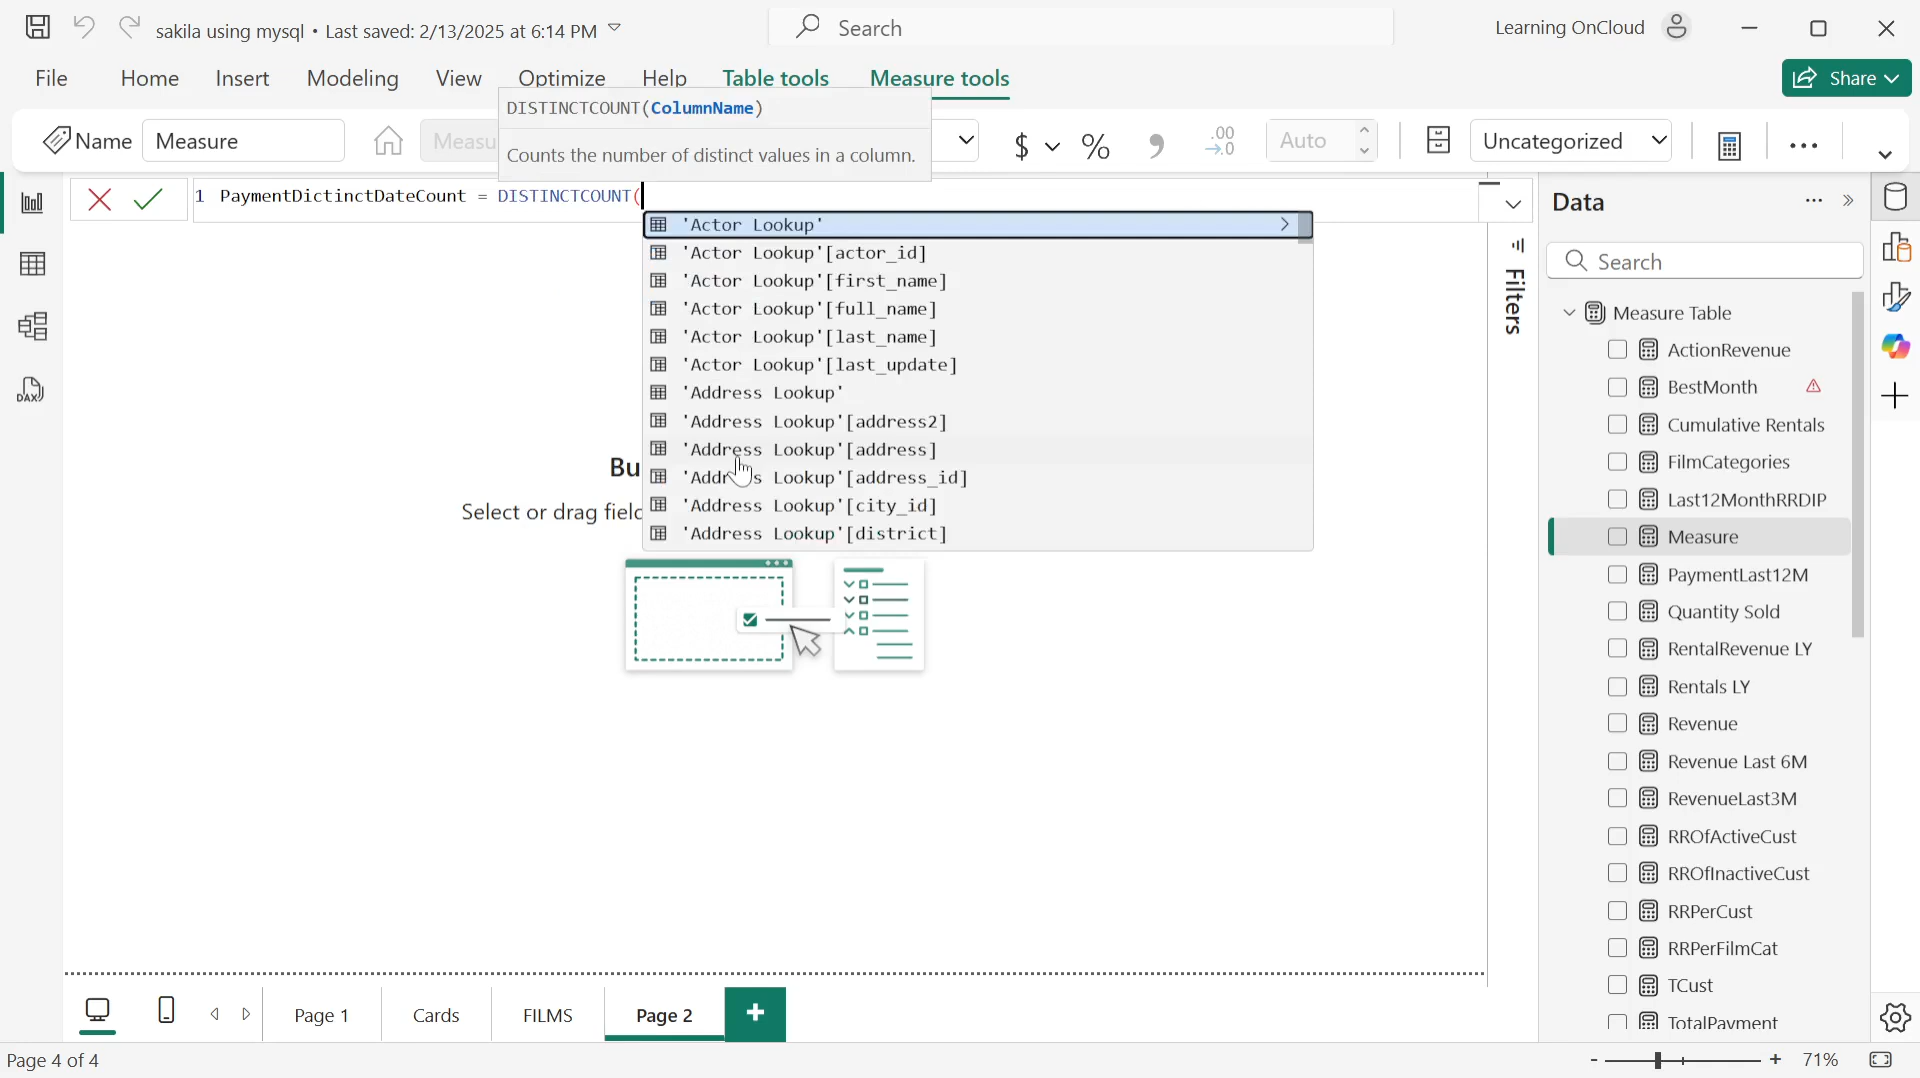 sakila using mysql • Last saved: 2/13/2025 at 6:14 PM
Search
Learning OnCloud
File Home Insert Modeling View Optimize Help Table tools Measure tools
Share
DISTINCTCOUNT(ColumnName)
Counts the number of distinct values in a column.
Name
Measure
Measu
$
%
,
.00
.0
Auto
Uncategorized
1 PaymentDictinctDateCount = DISTINCTCOUNT(
'Actor Lookup'
'Actor Lookup'[actor_id]
'Actor Lookup'[first_name]
'Actor Lookup'[full_name]
'Actor Lookup'[last_name]
'Actor Lookup'[last_update]
'Address Lookup'
'Address Lookup'[address2]
'Address Lookup'[address]
'Address Lookup'[address_id]
'Address Lookup'[city_id]
'Address Lookup'[district]
DAX
Bu
Select or drag field
Filters
Data
Search
Measure Table
ActionRevenue
BestMonth
Cumulative Rentals
FilmCategories
Last12MonthRRDIP
Measure
PaymentLast12M
Quantity Sold
RentalRevenue LY
Rentals LY
Revenue
Revenue Last 6M
RevenueLast3M
RROfActiveCust
RROfInactiveCust
RRPerCust
RRPerFilmCat
TCust
TotalPayment
Page 1
Cards
FILMS
Page 2
Page 4 of 4
- + 71%